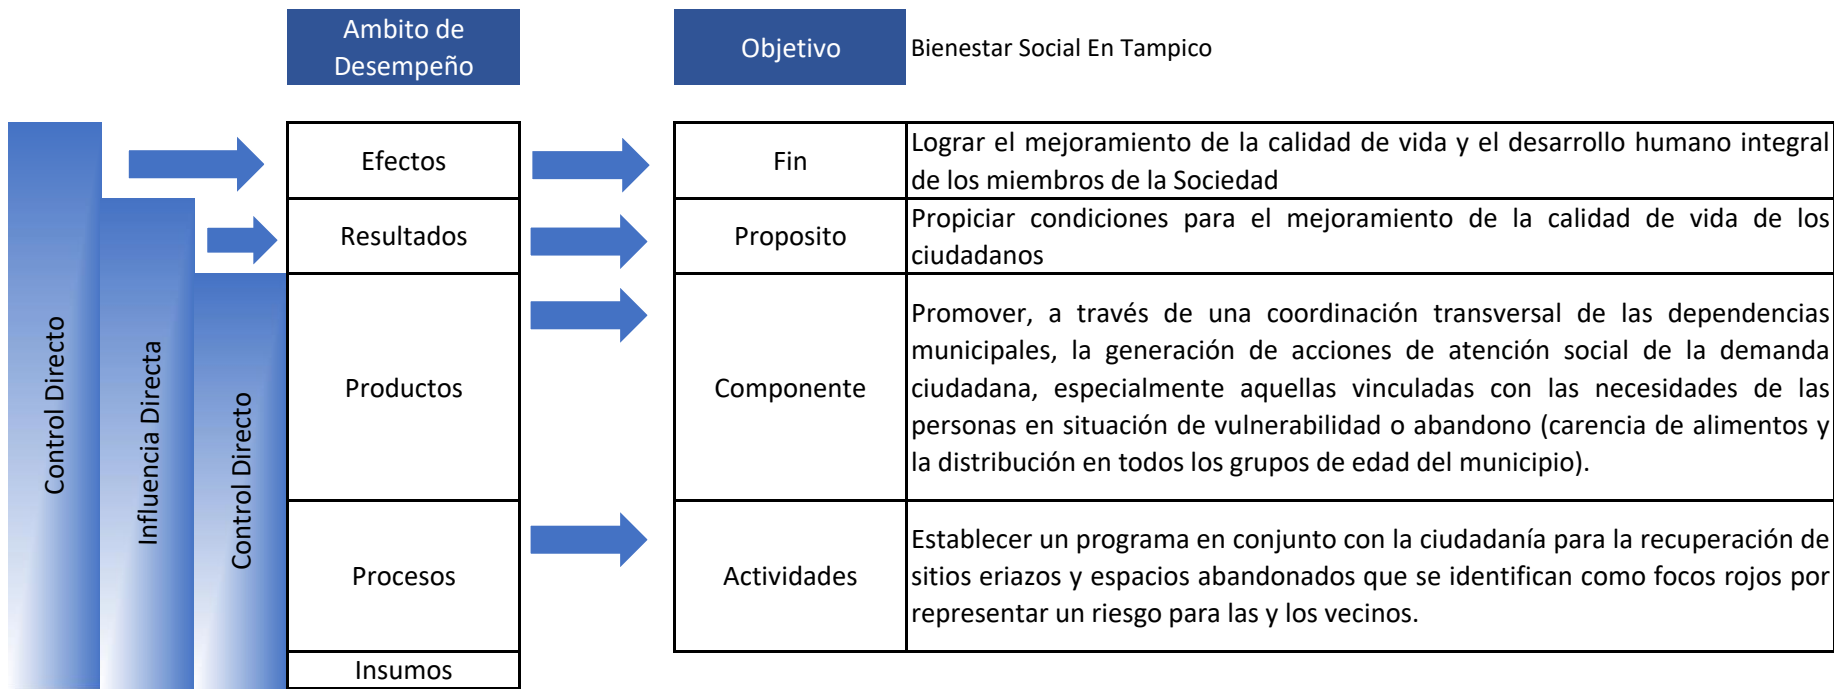 Ambito de
Desempeño
Objetivo
Bienestar Social En Tampico
Efectos
Fin
Lograr el mejoramiento de la calidad de vida y el desarrollo humano integral
de los miembros de la Sociedad
Resultados
Proposito
Propiciar condiciones para el mejoramiento de la calidad de vida de los
ciudadanos
Control Directo
Influencia Directa
Control Directo
Productos
Componente
Promover, a través de una coordinación transversal de las dependencias
municipales, la generación de acciones de atención social de la demanda
ciudadana, especialmente aquellas vinculadas con las necesidades de las
personas en situación de vulnerabilidad o abandono (carencia de alimentos y
la distribución en todos los grupos de edad del municipio).
Procesos
Actividades
Establecer un programa en conjunto con la ciudadanía para la recuperación de
sitios eriazos y espacios abandonados que se identifican como focos rojos por
representar un riesgo para las y los vecinos.
Insumos